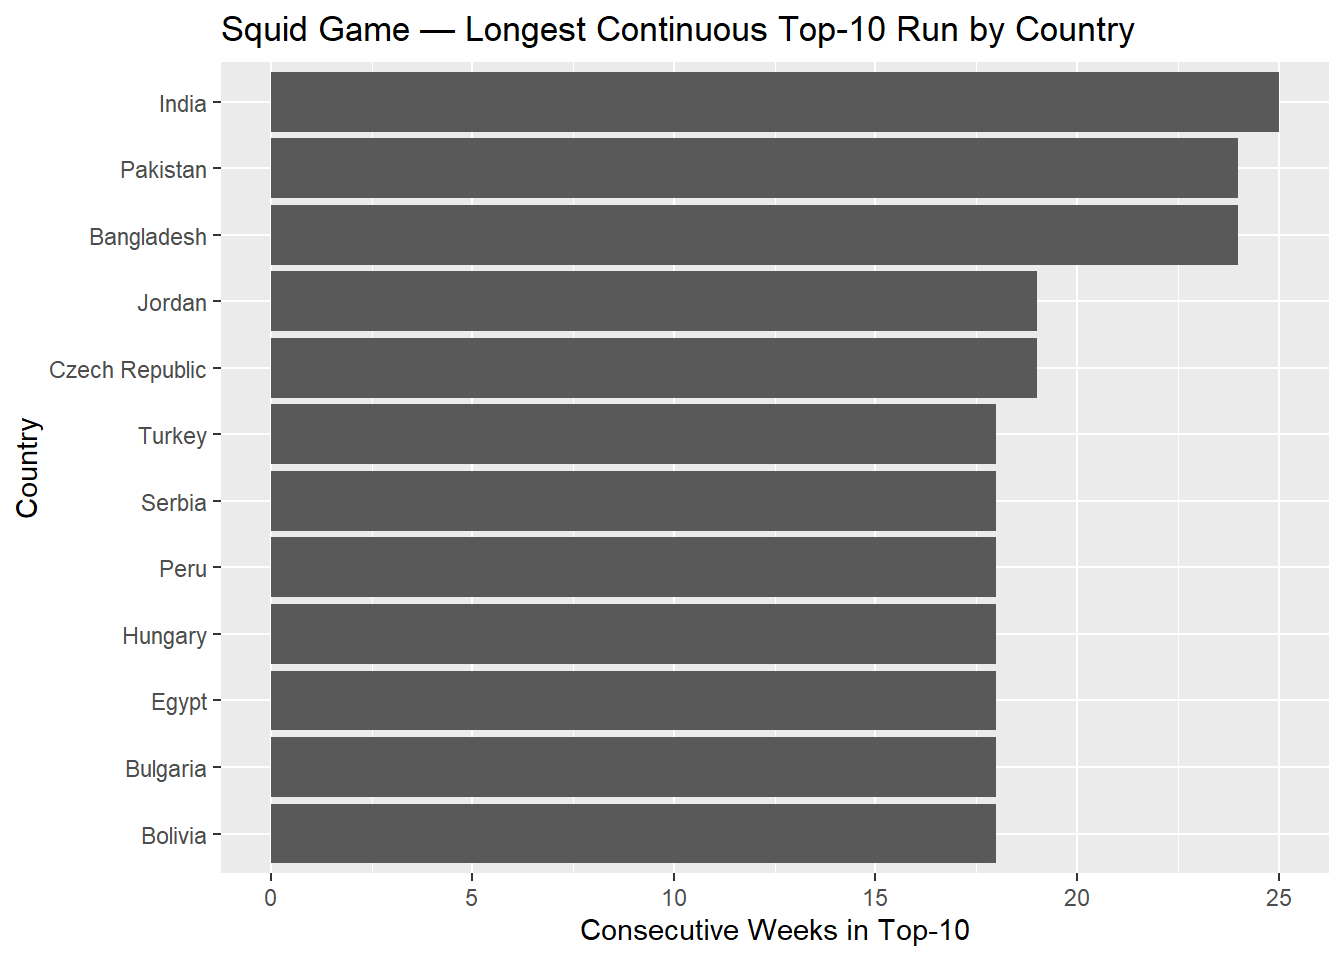 Squid Game — Longest Continuous Top-10 Run by Country
India
Pakistan
Bangladesh
Jordan
Czech Republic
Turkey
Serbia
Peru
Hungary
Egypt
Bulgaria
Bolivia
Country
0 5 10 15 20 25
Consecutive Weeks in Top-10